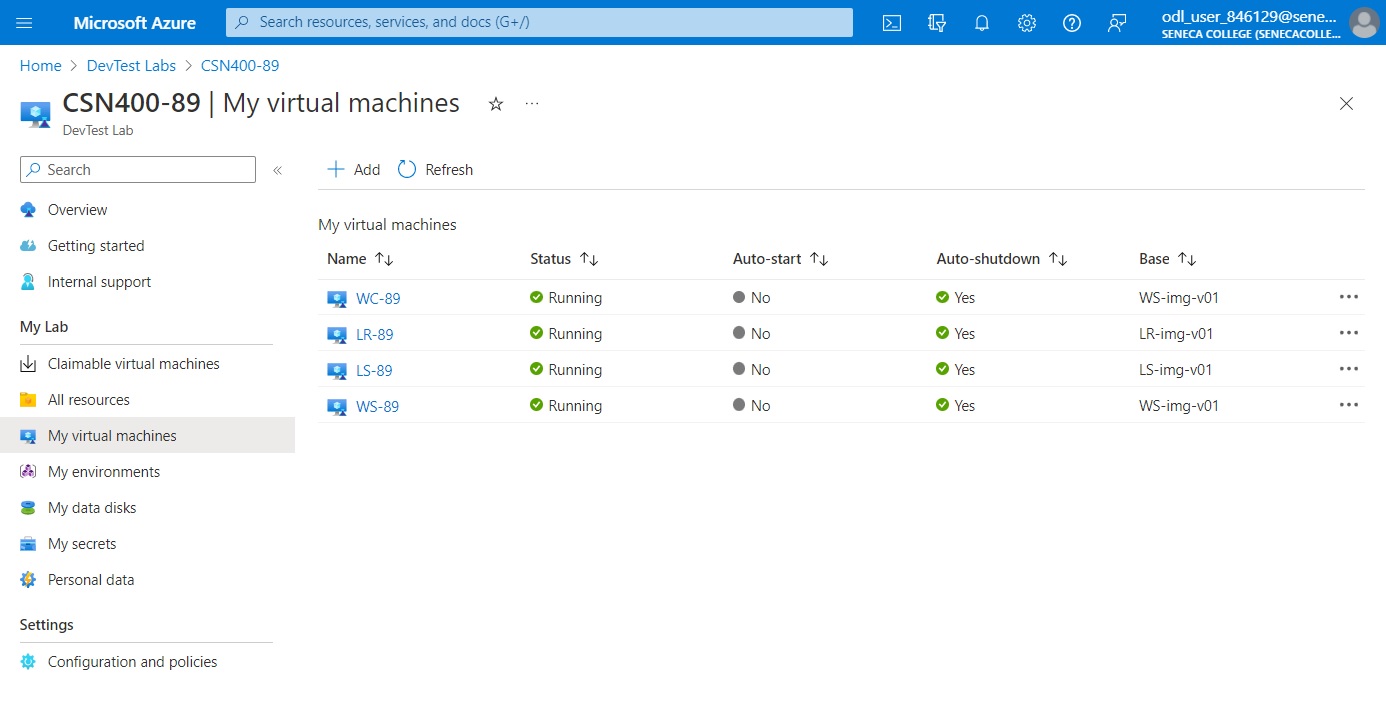 Microsoft Azure
Search resources, services, and docs (G+/)
odl_user_846129@sene...
SENECA COLLEGE (SENECACOLLE...
Home > DevTest Labs > CSN400-89
CSN400-89 | My virtual machines
DevTest Lab
Search
Add
Refresh
Overview
Getting started
Internal support
My Lab
Claimable virtual machines
All resources
My virtual machines
My environments
My data disks
My secrets
Personal data
Settings
Configuration and policies
My virtual machines
Name Status Auto-start Auto-shutdown Base
WC-89 Running No Yes WS-img-v01
LR-89 Running No Yes LR-img-v01
LS-89 Running No Yes LS-img-v01
WS-89 Running No Yes WS-img-v01